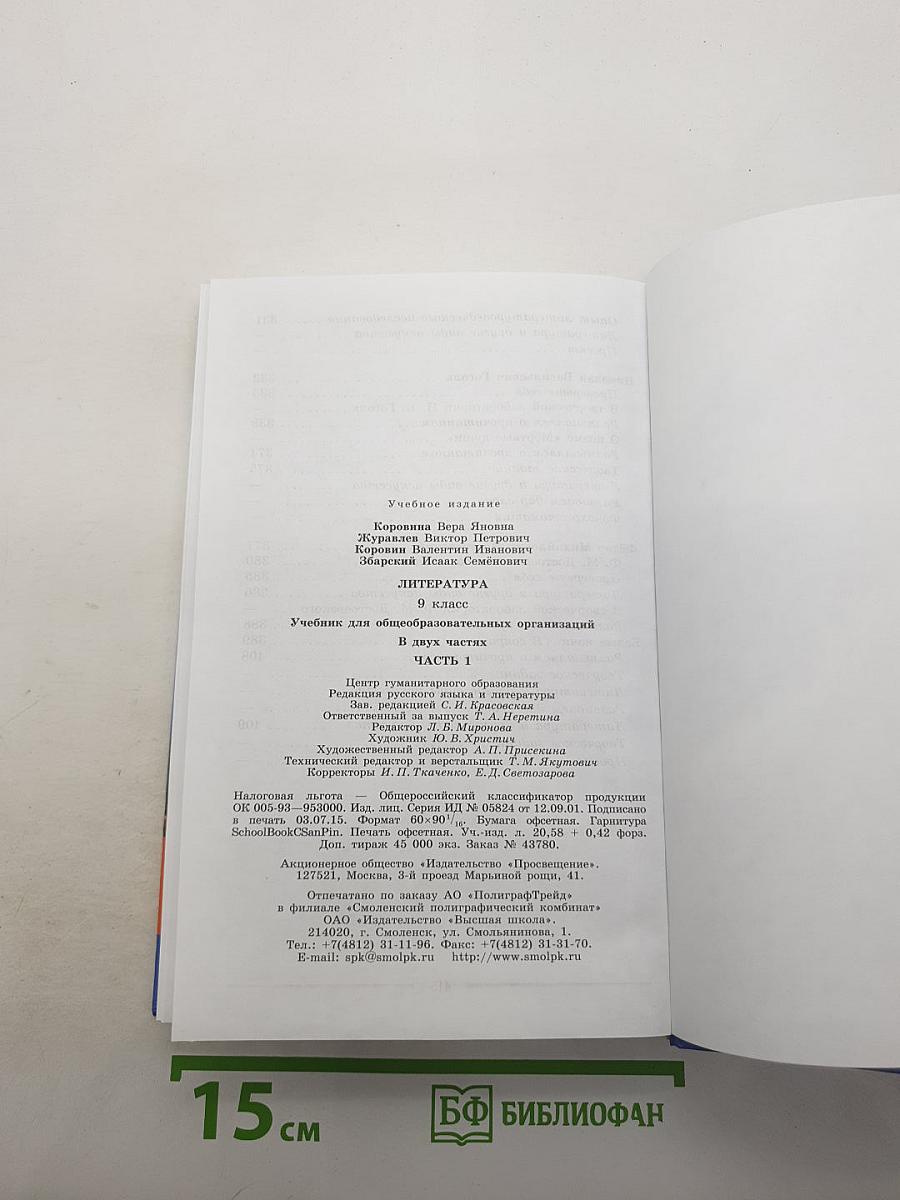 Учебное издание
Коровина Вера Яновна
Журавлев Виктор Петрович
Коровин Валентин Иванович
Збарский Исаак Семёнович
ЛИТЕРАТУРА
9 класс
Учебник для общеобразовательных организаций
В двух частях
ЧАСТЬ 1
Центр гуманитарного образования
Редакция русского языка и литературы
Зав. редакцией С. И. Красовская
Ответственный за выпуск Т. А. Неретина
Редактор Л. Б. Миронова
Художник Ю. В. Христич
Художественный редактор А. П. Присекина
Технический редактор и верстальщик Т. М. Якутович
Корректоры И. П. Ткаченко, Е. Д. Светозарова
Налоговая льгота — Общероссийский классификатор продукции
ОК 005-93—953000. Изд. лиц. Серия ИД № 05824 от 12.09.01. Подписано
в печать 03.07.15. Формат 60×90 1/16. Бумага офсетная. Гарнитура
SchoolBookCSanPin. Печать офсетная. Уч.-изд. л. 20,58 + 0,42 форз.
Доп. тираж 45 000 экз. Заказ № 43780.
Акционерное общество «Издательство «Просвещение».
127521, Москва, 3-й проезд Марьиной рощи, 41.
Отпечатано по заказу АО «ПолиграфТрейд»
в филиале «Смоленский полиграфический комбинат»
ОАО «Издательство «Высшая школа».
214020, г. Смоленск, ул. Смольянинова, 1.
Тел.: +7(4812) 31-11-96. Факс: +7(4812) 31-31-70.
E-mail: spk@smolpk.ru http://www.smolpk.ru
15 см
БФ БИБЛИОФАН